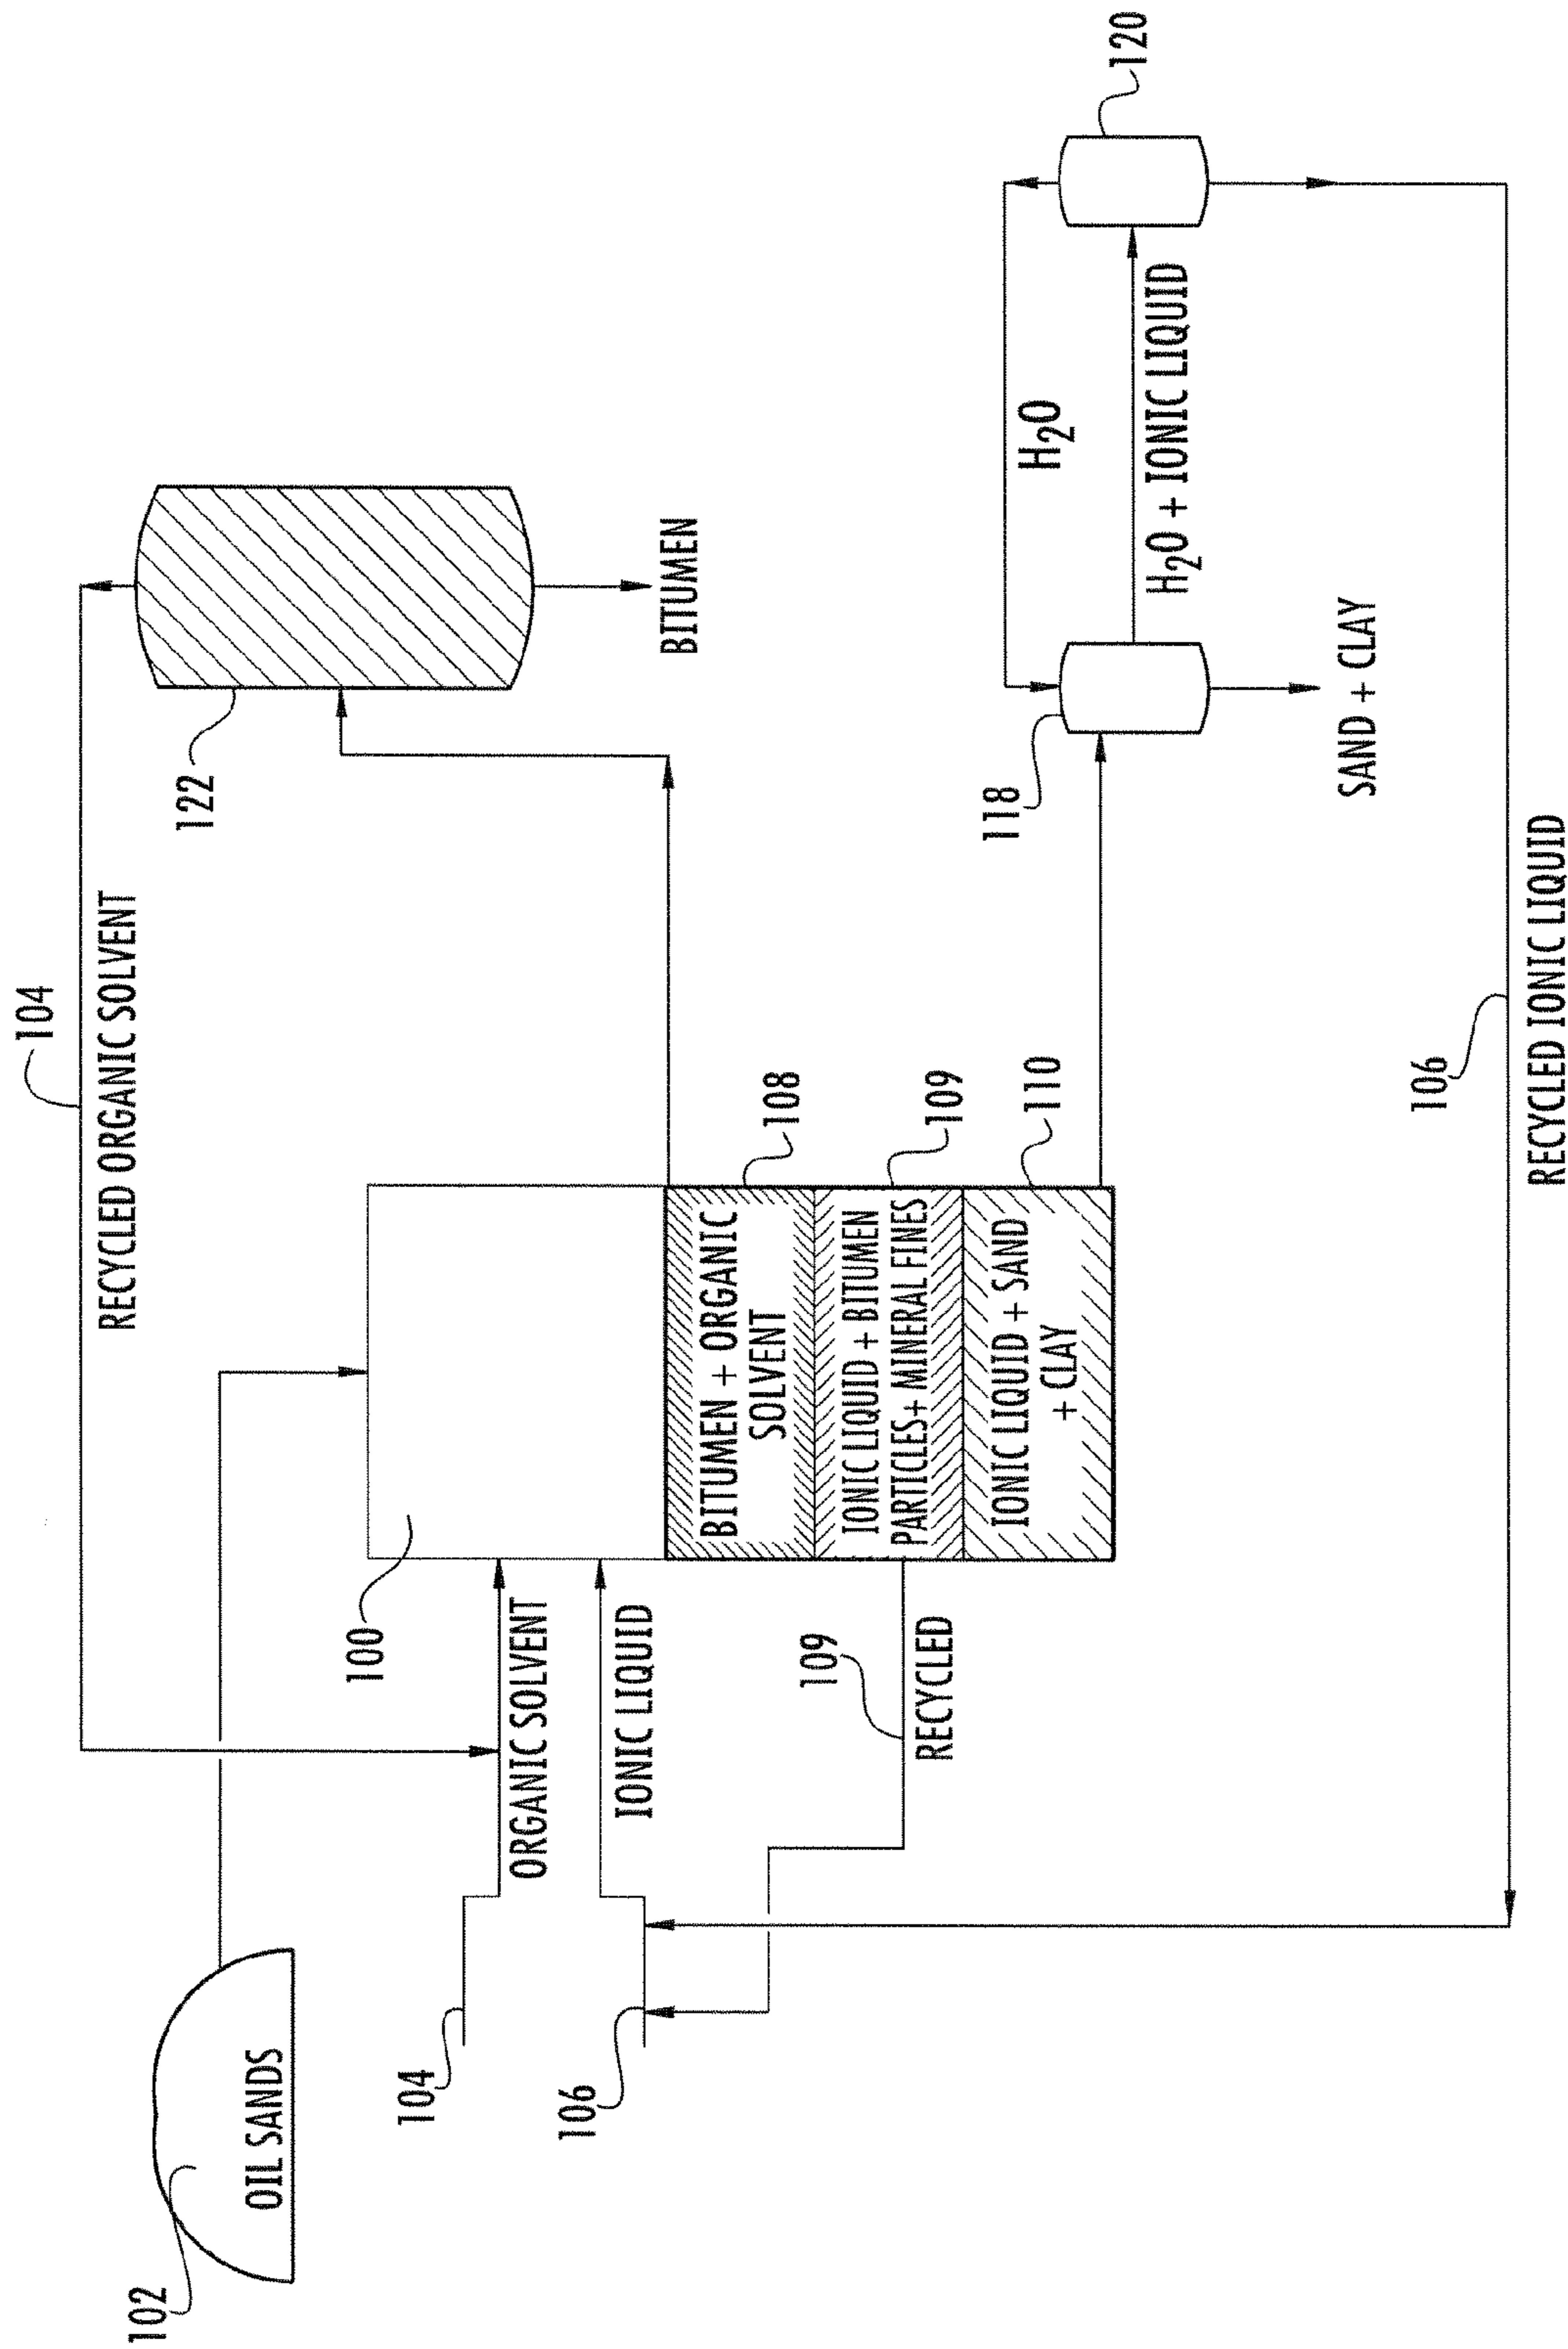 104
RECYCLED ORGANIC SOLVENT
122
BITUMEN
102
OIL SANDS
100
104
ORGANIC SOLVENT
106
IONIC LIQUID
BITUMEN + ORGANIC
SOLVENT
108
IONIC LIQUID + BITUMEN
PARTICLES+ MINERAL FINES
109
109
RECYCLED
IONIC LIQUID + SAND
+ CLAY
110
118
H2O
H2O + IONIC LIQUID
120
SAND + CLAY
106
RECYCLED IONIC LIQUID